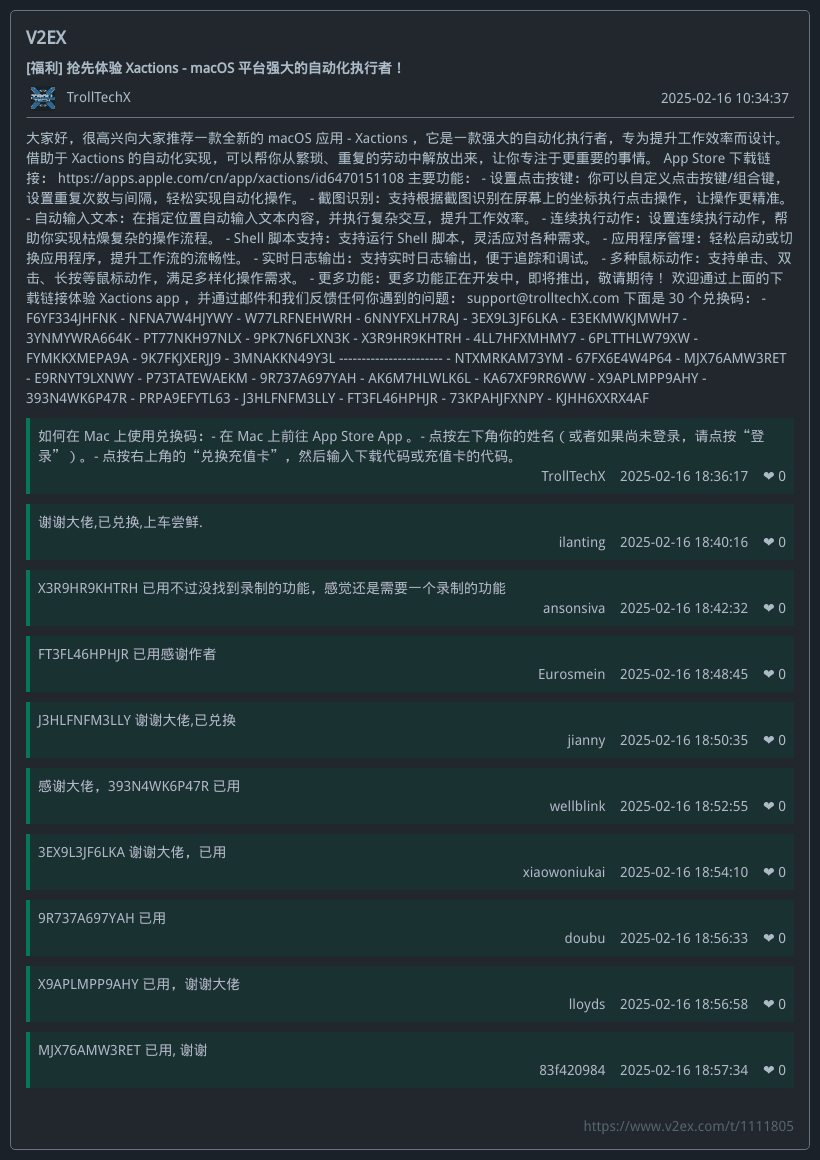 V2EX
[福利] 抢先体验 Xactions - macOS 平台强大的自动化执行者！
TrollTechX 2025-02-16 10:34:37
大家好，很高兴向大家推荐一款全新的 macOS 应用 - Xactions ，它是一款强大的自动化执行者，专为提升工作效率而设计。
借助于 Xactions 的自动化实现，可以帮你从繁琐、重复的劳动中解放出来，让你专注于更重要的事情。 App Store 下载链
接： https://apps.apple.com/cn/app/xactions/id6470151108 主要功能： - 设置点击按键：你可以自定义点击按键/组合键，
设置重复次数与间隔，轻松实现自动化操作。 - 截图识别：支持根据截图识别在屏幕上的坐标执行点击操作，让操作更精准。
- 自动输入文本：在指定位置自动输入文本内容，并执行复杂交互，提升工作效率。 - 连续执行动作：设置连续执行动作，帮
助你实现枯燥复杂的操作流程。 - Shell 脚本支持：支持运行 Shell 脚本，灵活应对各种需求。 - 应用程序管理：轻松启动或切
换应用程序，提升工作流的流畅性。 - 实时日志输出：支持实时日志输出，便于追踪和调试。 - 多种鼠标动作：支持单击、双
击、长按等鼠标动作，满足多样化操作需求。 - 更多功能：更多功能正在开发中，即将推出，敬请期待！ 欢迎通过上面的下
载链接体验 Xactions app ，并通过邮件和我们反馈任何你遇到的问题： support@trolltechX.com 下面是 30 个兑换码： -
F6YF334JHFNK - NFNA7W4HJYWY - W77LRFNEHWRH - 6NNYFXLH7RAJ - 3EX9L3JF6LKA - E3EKMWKJMWH7 -
3YNMYWRA664K - PT77NKH97NLX - 9PK7N6FLXN3K - X3R9HR9KHTRH - 4LL7HFXMHMY7 - 6PLTTHLW79XW -
FYMKKXMEPA9A - 9K7FKJXERJJ9 - 3MNAKKN49Y3L ----------------------- - NTXMRKAM73YM - 67FX6E4W4P64 - MJX76AMW3RET
- E9RNYT9LXNWY - P73TATEWAEKM - 9R737A697YAH - AK6M7HLWLK6L - KA67XF9RR6WW - X9APLMPP9AHY -
393N4WK6P47R - PRPA9EFYTL63 - J3HLFNFM3LLY - FT3FL46HPHJR - 73KPAHJFXNPY - KJHH6XXRX4AF
如何在 Mac 上使用兑换码：- 在 Mac 上前往 App Store App 。- 点按左下角你的姓名（或者如果尚未登录，请点按“登
录”）。- 点按右上角的“兑换充值卡”，然后输入下载代码或充值卡的代码。
TrollTechX 2025-02-16 18:36:17 ❤ 0
谢谢大佬,已兑换,上车尝鲜.
ilanting 2025-02-16 18:40:16 ❤ 0
X3R9HR9KHTRH 已用不过没找到录制的功能，感觉还是需要一个录制的功能
ansonsiva 2025-02-16 18:42:32 ❤ 0
FT3FL46HPHJR 已用感谢作者
Eurosmein 2025-02-16 18:48:45 ❤ 0
J3HLFNFM3LLY 谢谢大佬,已兑换
jianny 2025-02-16 18:50:35 ❤ 0
感谢大佬，393N4WK6P47R 已用
wellblink 2025-02-16 18:52:55 ❤ 0
3EX9L3JF6LKA 谢谢大佬，已用
xiaowoniukai 2025-02-16 18:54:10 ❤ 0
9R737A697YAH 已用
doubu 2025-02-16 18:56:33 ❤ 0
X9APLMPP9AHY 已用，谢谢大佬
lloyds 2025-02-16 18:56:58 ❤ 0
MJX76AMW3RET 已用, 谢谢
83f420984 2025-02-16 18:57:34 ❤ 0
https://www.v2ex.com/t/1111805